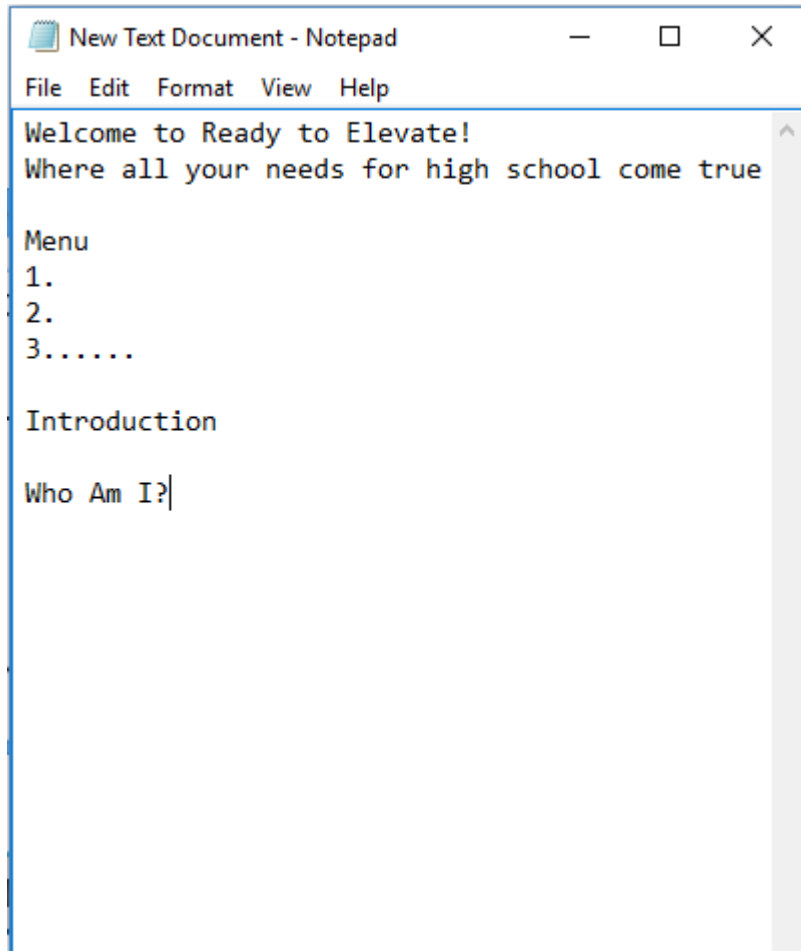 New Text Document - Notepad
File Edit Format View Help
Welcome to Ready to Elevate!
Where all your needs for high school come true
Menu
1.
2.
3......
Introduction
Who Am I?